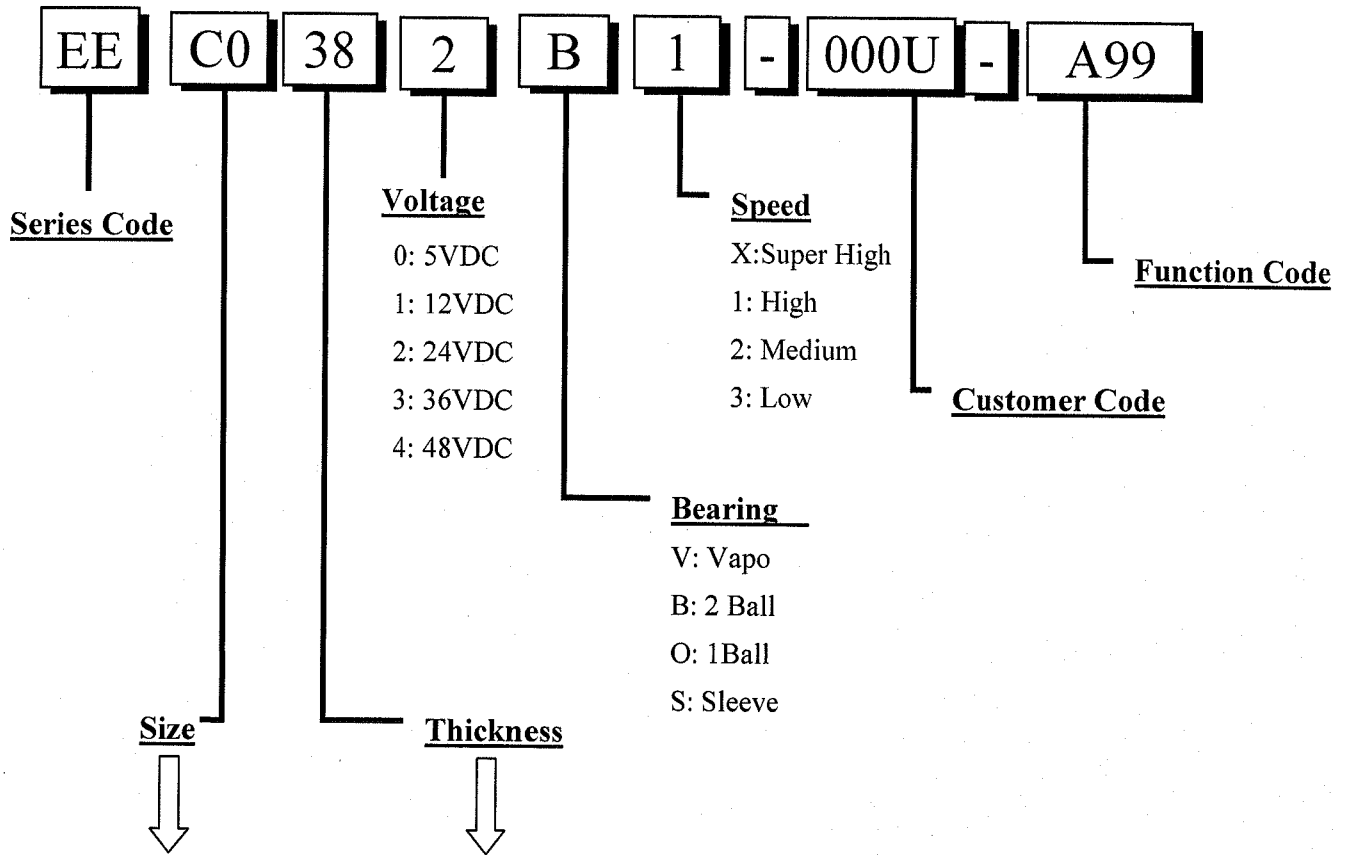 EE C0 38 2 B 1 - 000U - A99
Series Code
Voltage
0: 5VDC
1: 12VDC
2: 24VDC
3: 36VDC
4: 48VDC
Speed
X:Super High
1: High
2: Medium
3: Low
Function Code
Customer Code
Bearing
V: Vapo
B: 2 Ball
O: 1Ball
S: Sleeve
Size
Thickness